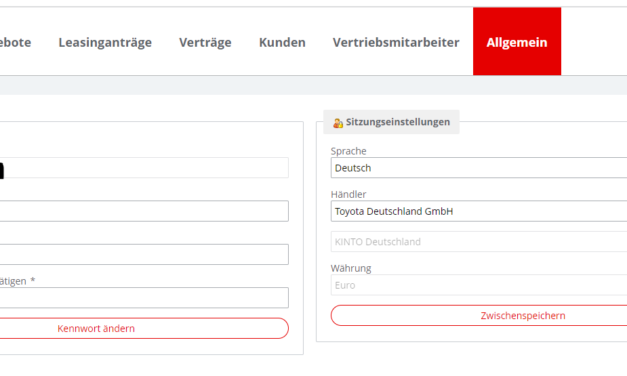 ebote Leasinganträge Verträge Kunden Vertriebsmitarbeiter Allgemein
Sitzungseinstellungen
Sprache
Deutsch
Händler
Toyota Deutschland GmbH
KINTO Deutschland
Währung
Euro
Zwischenspeichern
ätigen *
Kennwort ändern